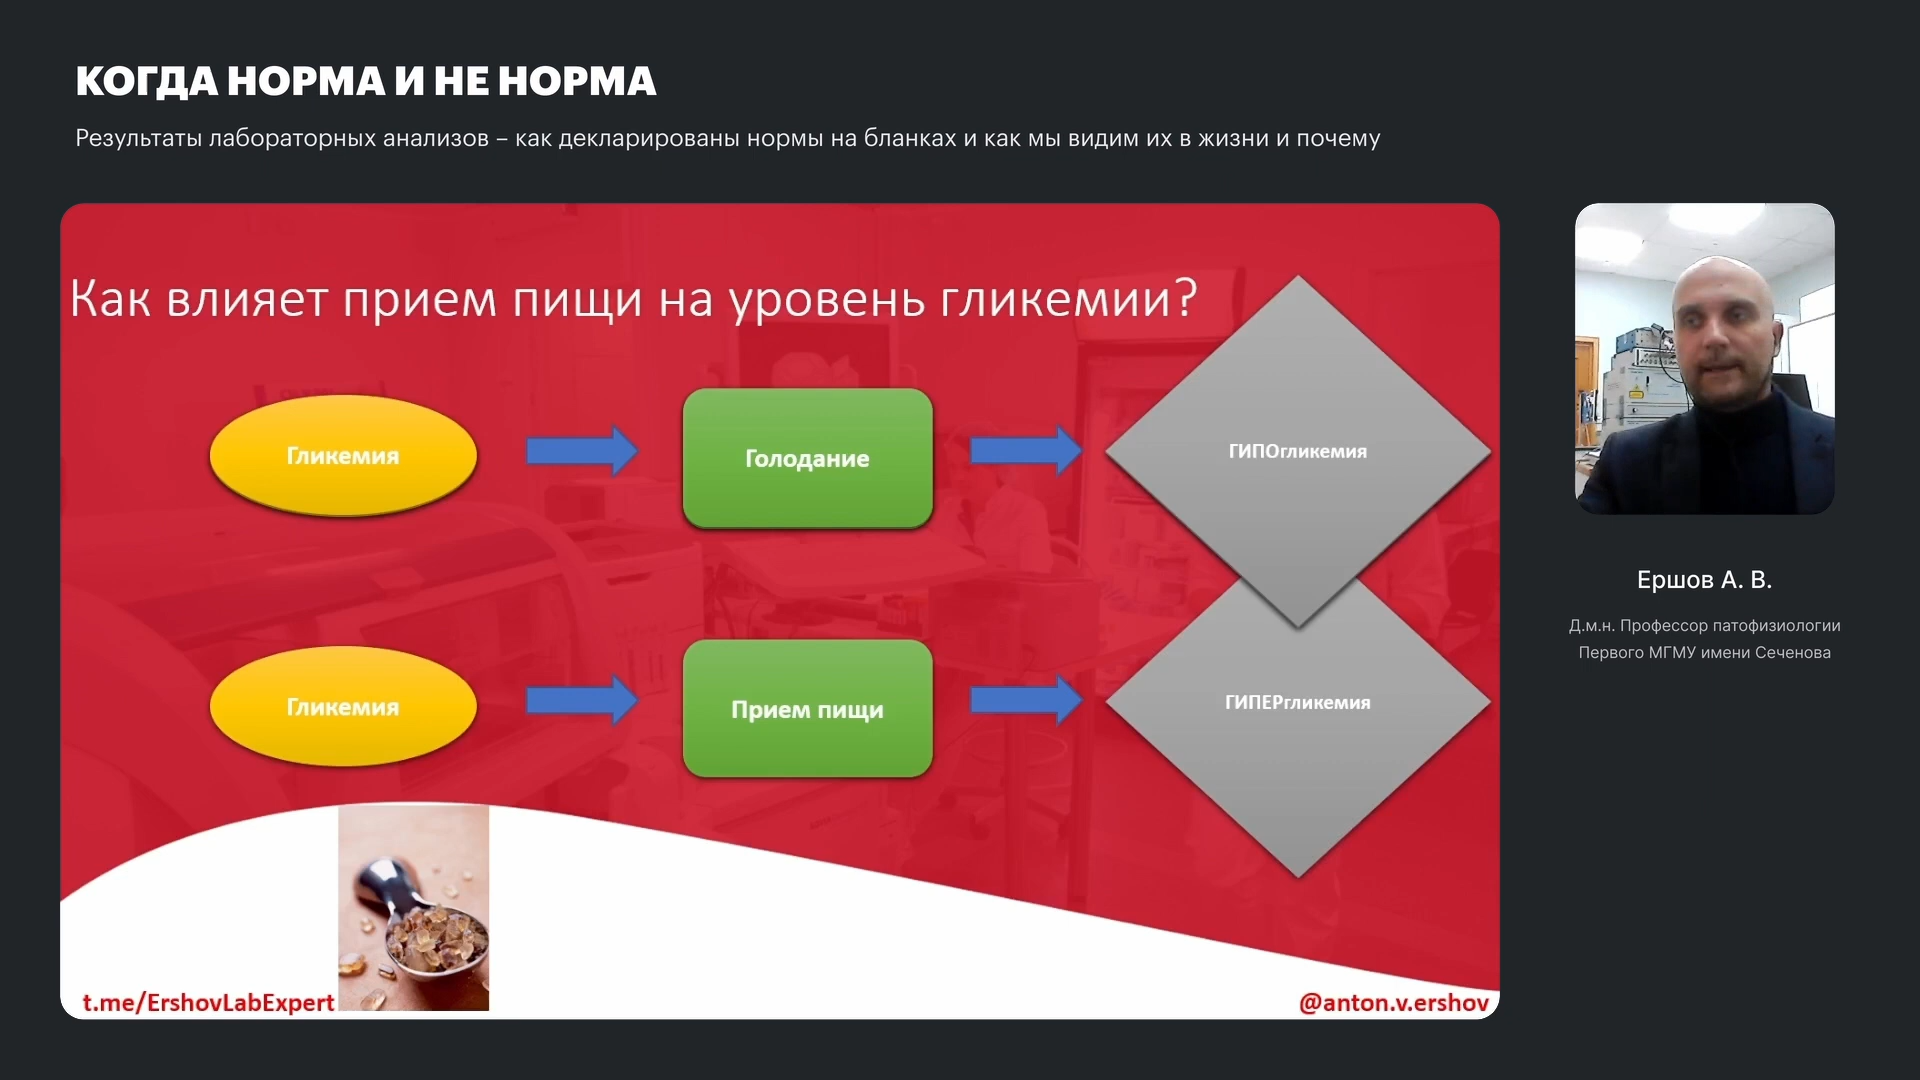 КОГДА НОРМА И НЕ НОРМА
Результаты лабораторных анализов – как декларированы нормы на бланках и как мы видим их в жизни и почему
Как влияет прием пищи на уровень гликемии?
Гликемия
Голодание
ГИПОгликемия
Гликемия
Прием пищи
ГИПЕРгликемия
t.me/ErshovLabExpert
@anton.v.ershov
Ершов А. В.
Д.м.н. Профессор патофизиологии
Первого МГМУ имени Сеченова